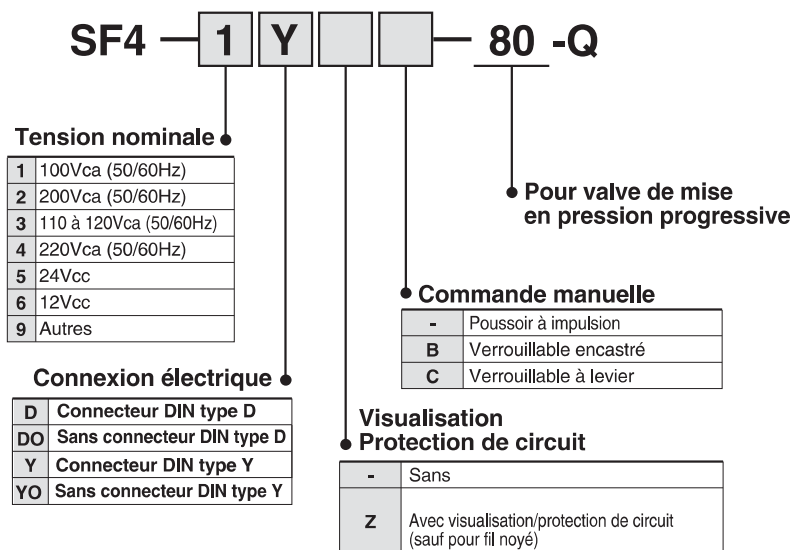 SF4 — 1 Y — 80 -Q
Tension nominale
1 100Vca (50/60Hz)
2 200Vca (50/60Hz)
3 110 à 120Vca (50/60Hz)
4 220Vca (50/60Hz)
5 24Vcc
6 12Vcc
9 Autres
Pour valve de mise
en pression progressive
Commande manuelle
- Poussoir à impulsion
B Verrouillable encastré
C Verrouillable à levier
Connexion électrique
D Connecteur DIN type D
DO Sans connecteur DIN type D
Y Connecteur DIN type Y
YO Sans connecteur DIN type Y
Visualisation
Protection de circuit
- Sans
Z Avec visualisation/protection de circuit
(sauf pour fil noyé)